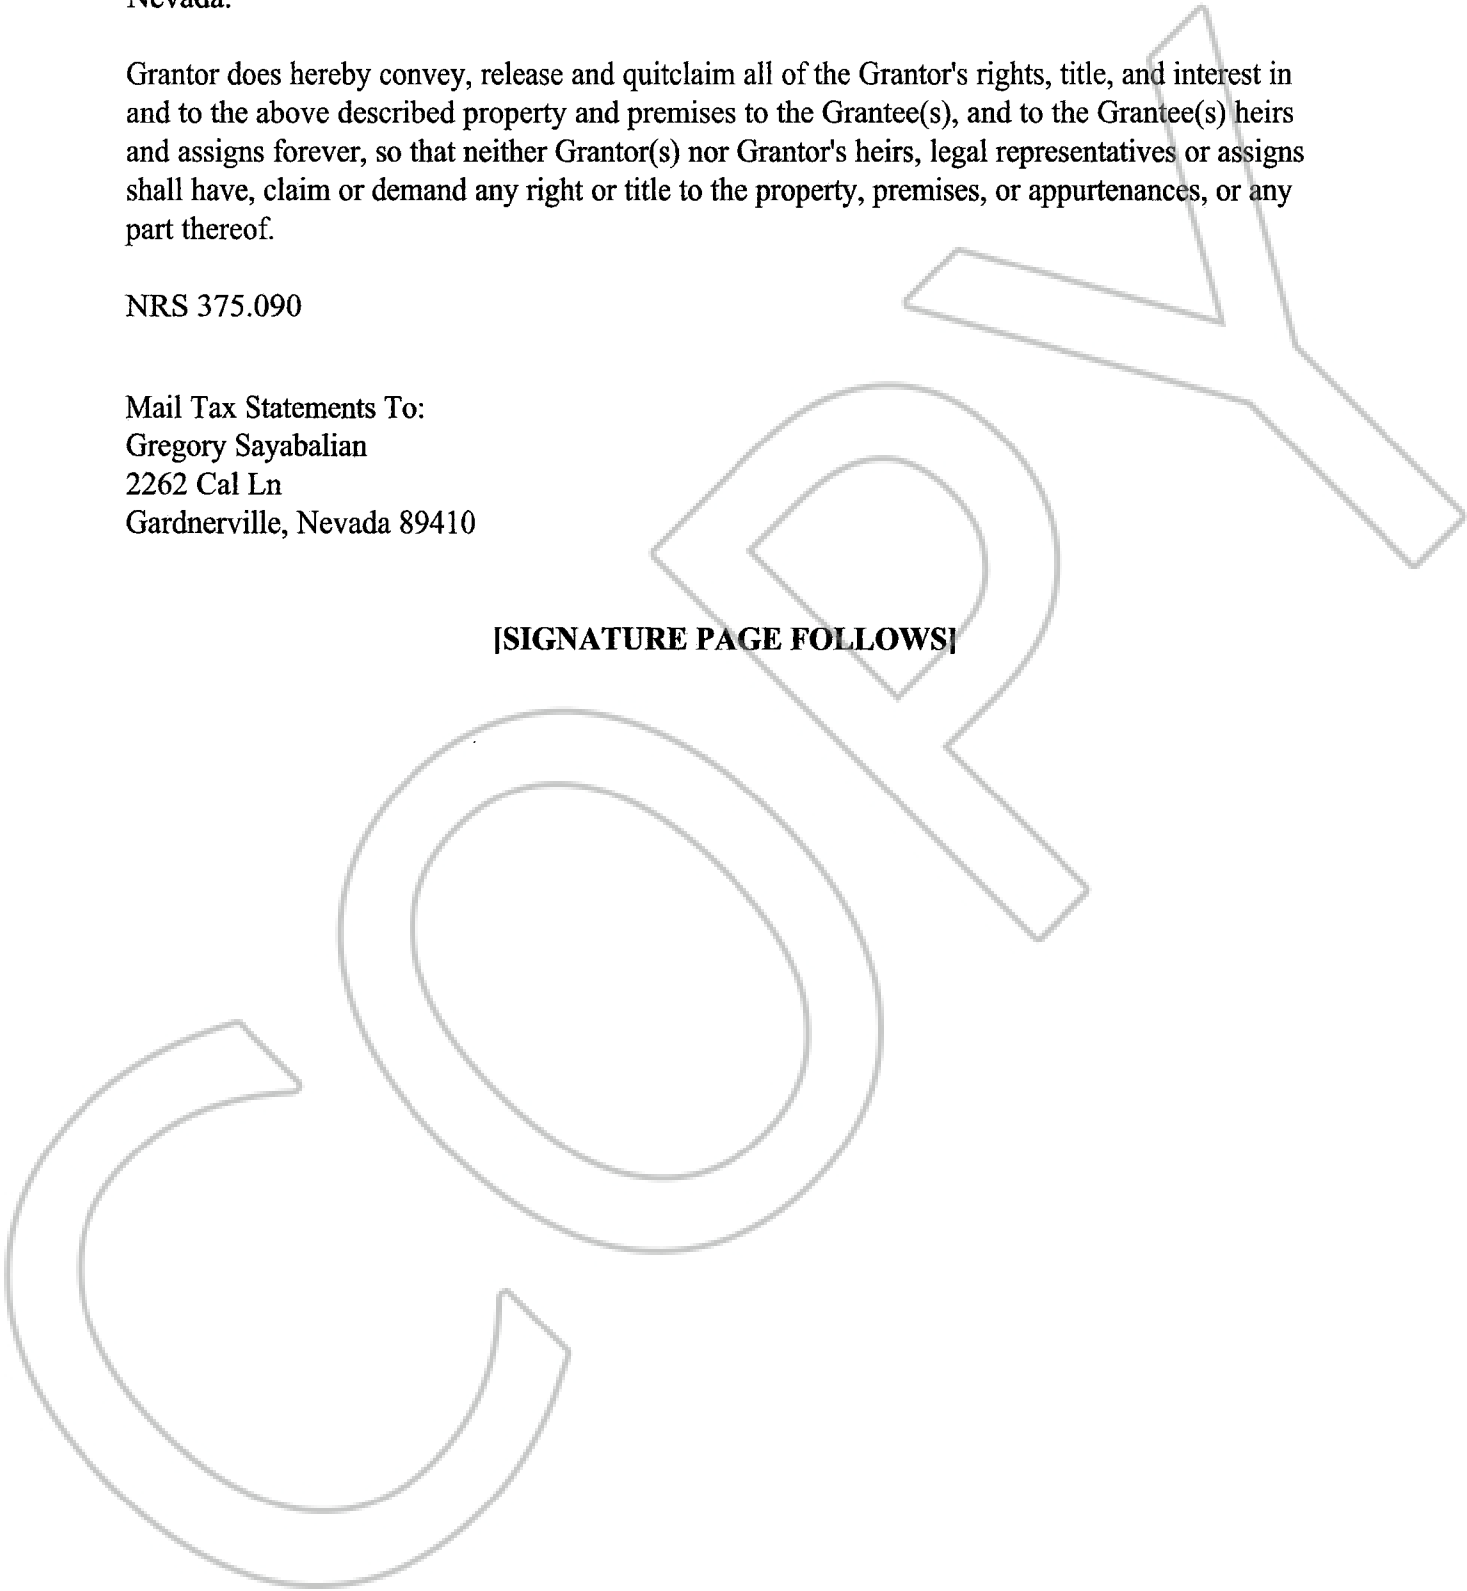 Nevada.
Grantor does hereby convey, release and quitclaim all of the Grantor's rights, title, and interest in
and to the above described property and premises to the Grantee(s), and to the Grantee(s) heirs
and assigns forever, so that neither Grantor(s) nor Grantor's heirs, legal representatives or assigns
shall have, claim or demand any right or title to the property, premises, or appurtenances, or any
part thereof.
NRS 375.090
Mail Tax Statements To:
Gregory Sayabalian
2262 Cal Ln
Gardnerville, Nevada 89410
[SIGNATURE PAGE FOLLOWS]
COPY